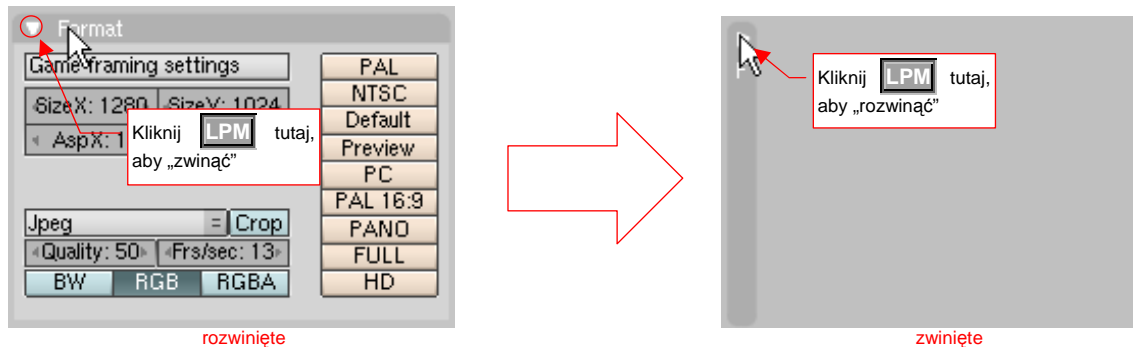 Format
Game framing settings
SizeX: 1280 SizeY: 1024
AspX: 1
Kliknij LPM tutaj,
aby „zwinąć”
Jpeg = Crop
Quality: 50 Frs/sec: 13
BW RGB RGBA
PAL
NTSC
Default
Preview
PC
PAL 16:9
PANO
FULL
HD
rozwinięte
Kliknij LPM tutaj,
aby „rozwinąć”
zwinięte